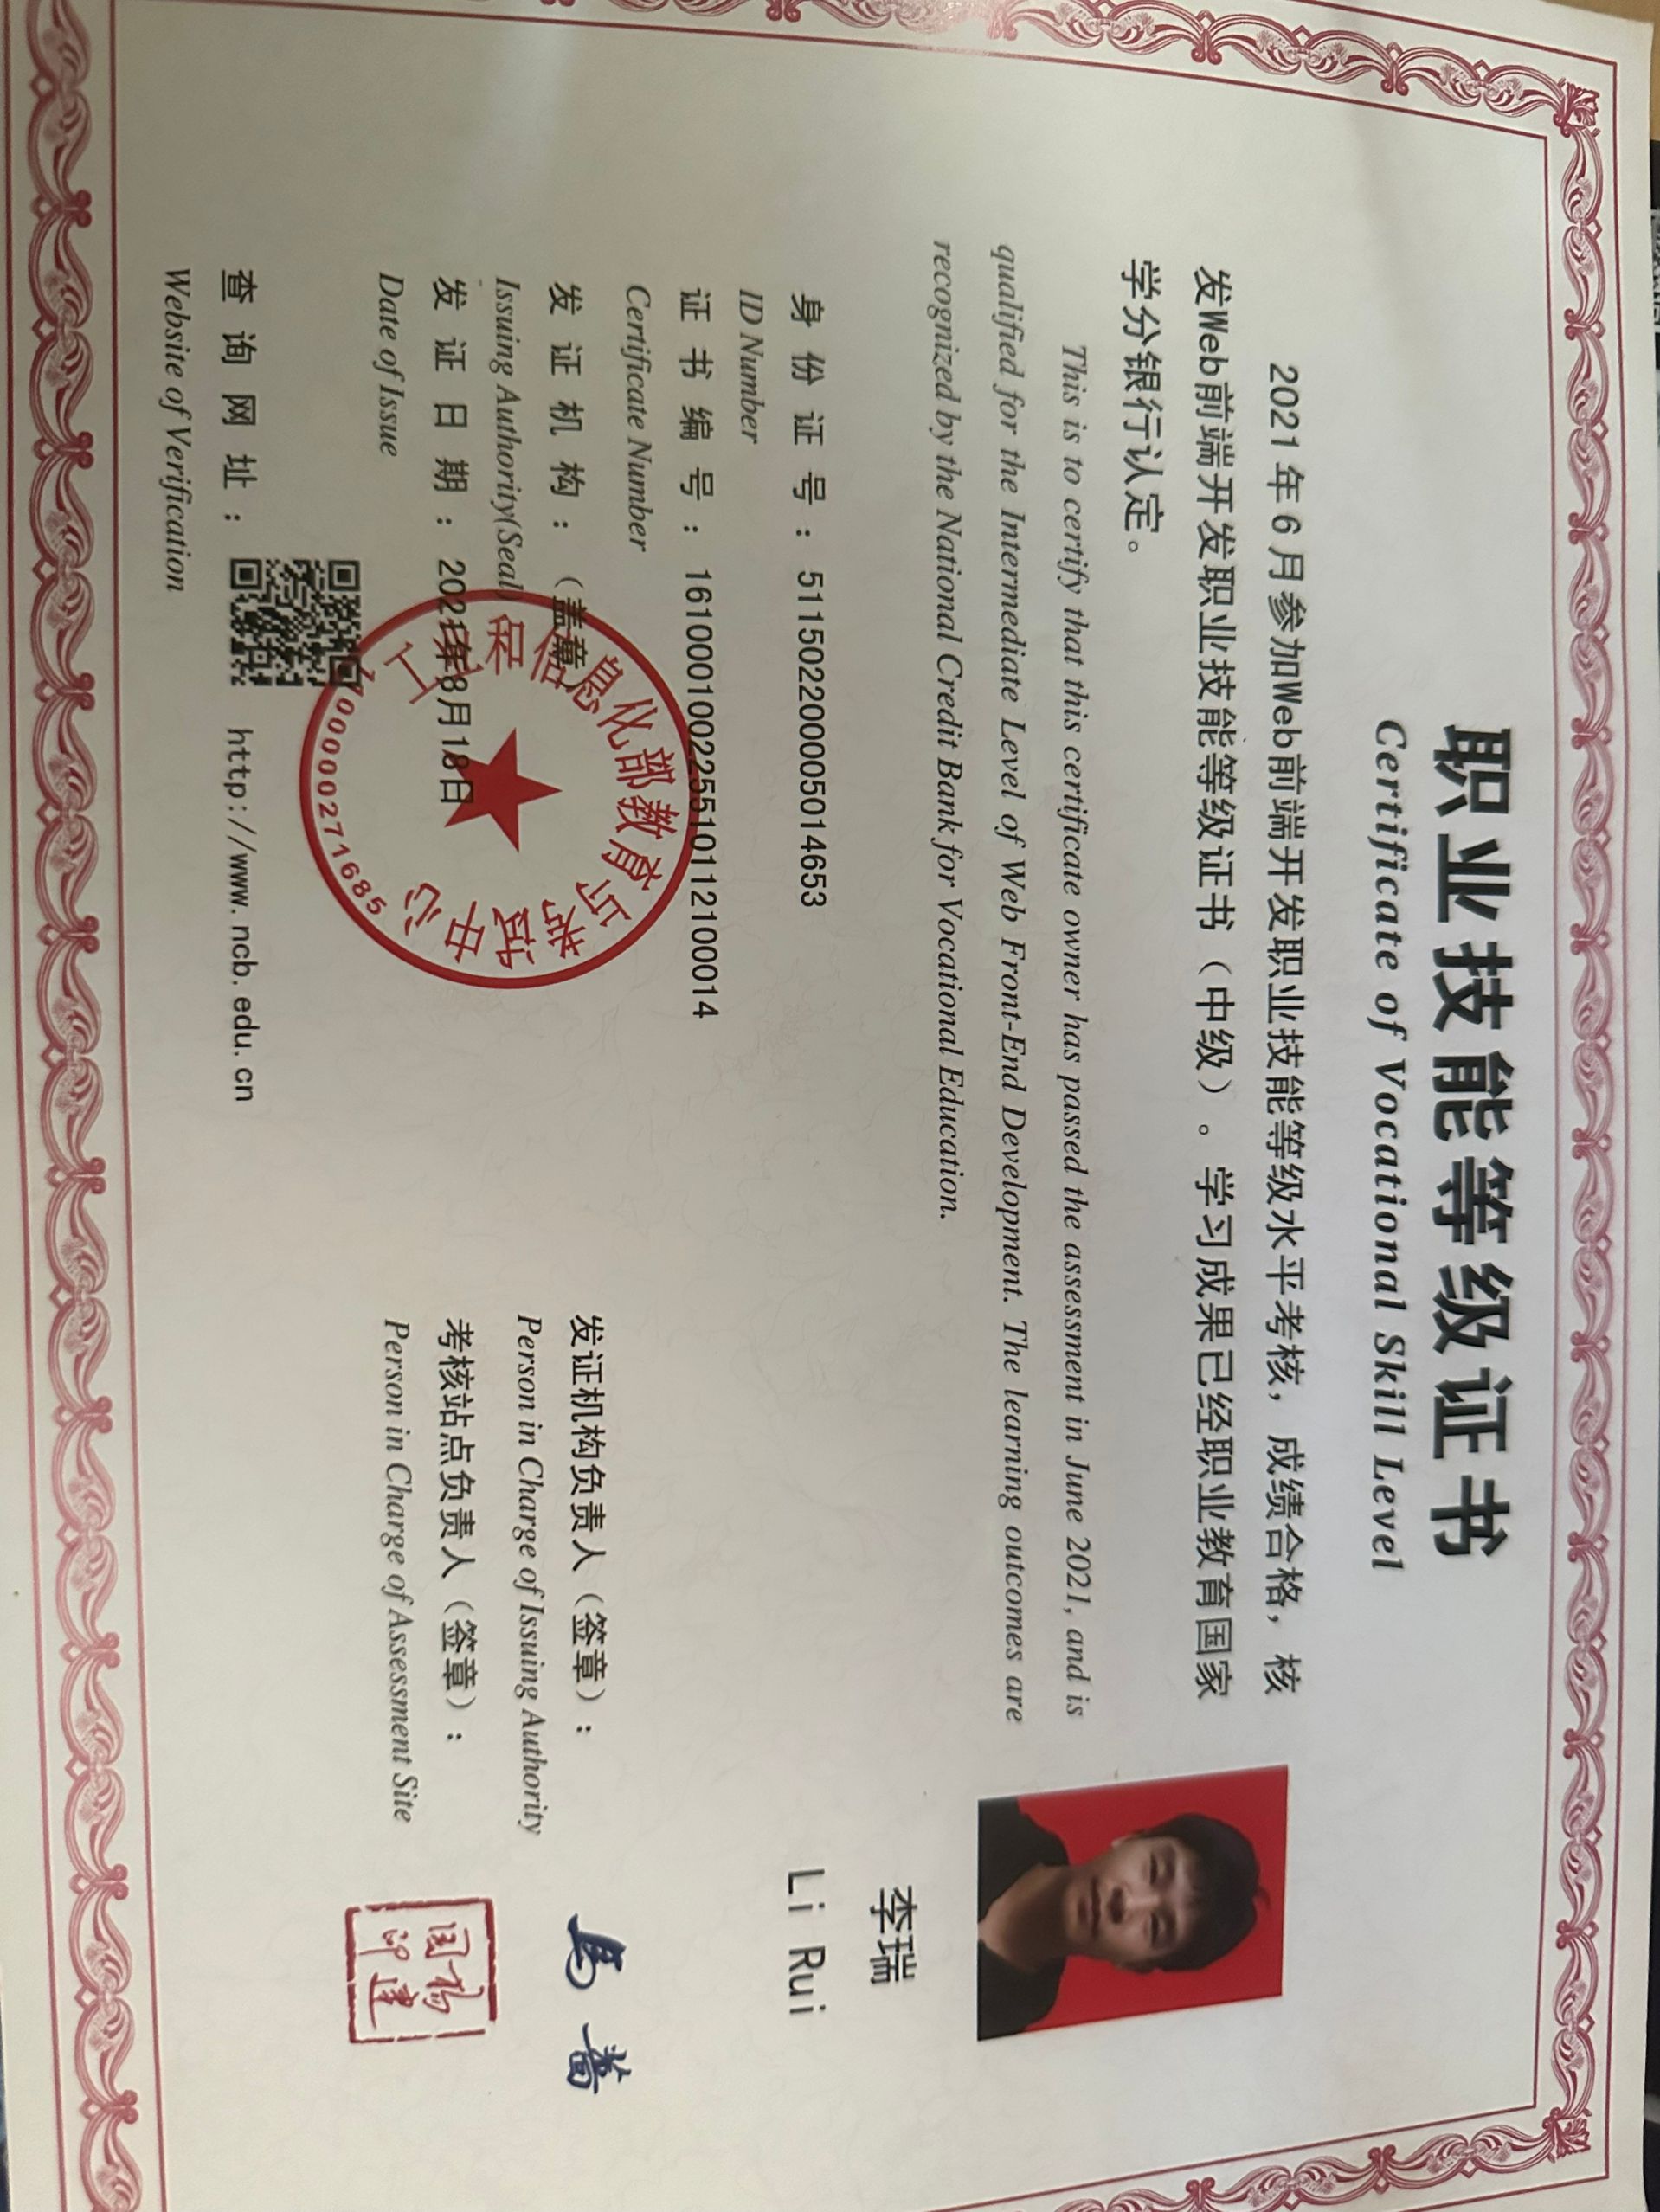 职业技能等级证书
Certificate of Vocational Skill Level
2021年6月参加Web前端开发职业技能等级水平考核，成绩合格，核
发Web前端开发职业技能等级证书（中级）。学习成果已经职业教育国家
学分银行认定。
This is to certify that this certificate owner has passed the assessment in June 2021, and is
qualified for the Intermediate Level of Web Front-End Development. The learning outcomes are
recognized by the National Credit Bank for Vocational Education.
李瑞
Li Rui
身份证号：511502200005014653
ID Number
证书编号：161000100225510112100014
Certificate Number
发证机构：（盖章）
Issuing Authority(Seal)
发证日期：2021年8月18日
Date of Issue
查询网址：http://www.ncb.edu.cn
Website of Verification
发证机构负责人（签章）：
Person in Charge of Issuing Authority
考核站点负责人（签章）：
Person in Charge of Assessment Site
工业和信息化部教育与考试中心